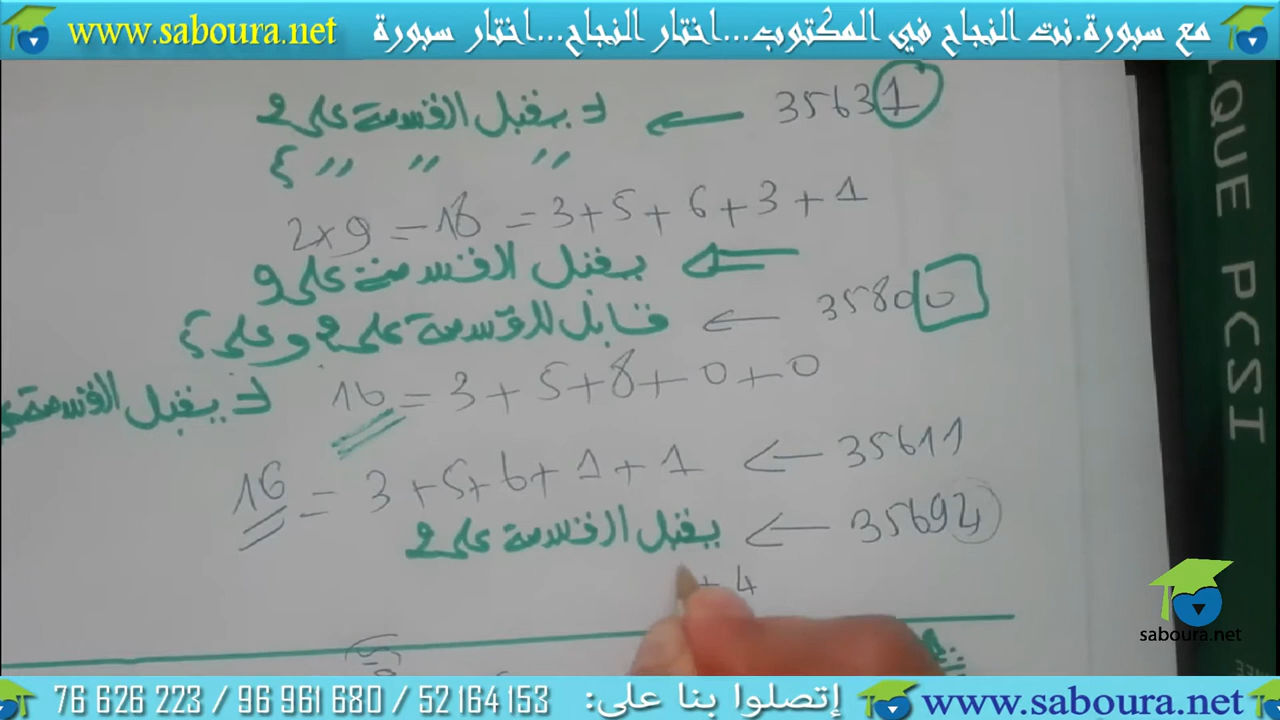 www.saboura.net مع سبورة.نت النجاح في المكتوب...اختار النجاح...اختار سبورة
35631 ← لا يقبل القسمة على 2
〃 〃 〃 5
2×9 = 18 = 3+5+6+3+1
⇐ يقبل القسمة على 9
35800 ← قابل للقسمة على 2 وعلى 5
16 = 3+5+8+0+0
لا يقبل القسمة
16 = 3+5+6+1+1 ← 35611
35694 ← يقبل القسمة على 2
+ 4
QUE PCSI
saboura.net
76 626 223 / 96 961 680 / 52 164 153 إتصلوا بنا على: www.saboura.net